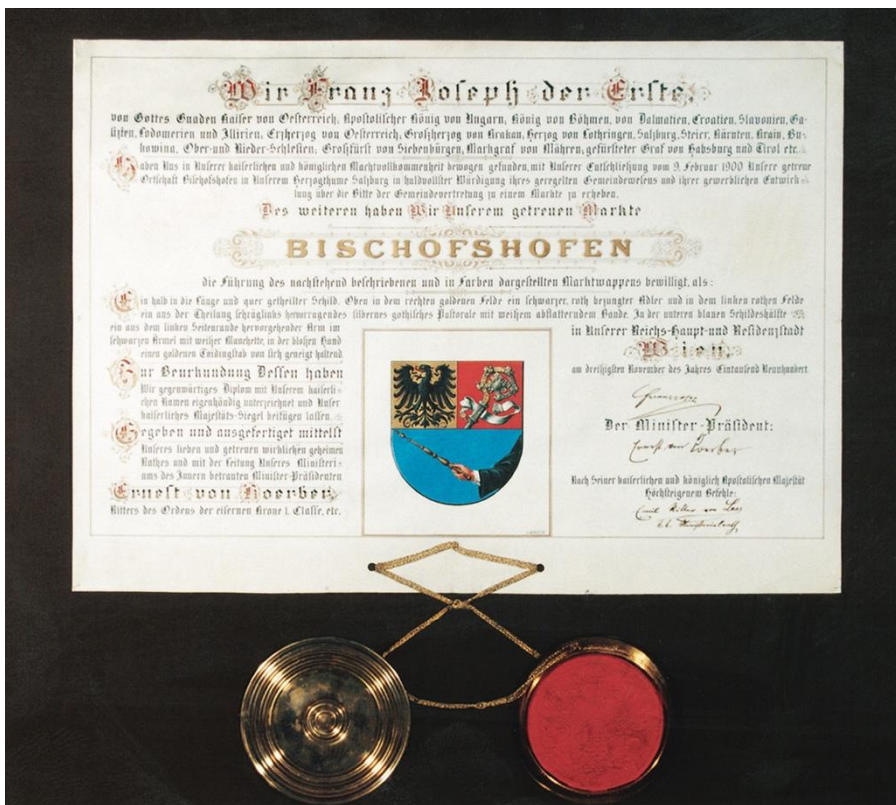 Wir Franz Joseph der Erste,
von Gottes Gnaden Kaiser von Oesterreich; Apostolischer König von Ungarn, König von Böhmen, von Dalmatien, Croatien, Slavonien, Ga-
lizien, Lodomerien und Illirien, Erzherzog von Oesterreich; Großherzog von Krakau, Herzog von Lothringen, Salzburg, Steier, Kärnten, Krain, Bu-
kowina, Ober- und Nieder-Schlesien; Großfürst von Siebenbürgen, Markgraf von Mähren; gefürsteter Graf von Habsburg und Tirol etc.
Haben Uns in Unserer kaiserlichen und königlichen Machtvollkommenheit bewogen gefunden, mit Unserer Entschließung vom 9. Februar 1900 Unsere getreue
Ortschaft Bischofshofen in Unserem Herzogthume Salzburg in huldvollster Würdigung ihres geregelten Gemeindewesens und ihrer gewerblichen Entwick-
lung über die Bitte der Gemeindevertretung zu einem Markte zu erheben.
Des weiteren haben Wir Unserem getreuen Markte
BISCHOFSHOFEN
die Führung des nachstehend beschriebenen und in Farben dargestellten Marktwappens bewilligt, als:
Ein halb in die Länge und quer getheilter Schild. Oben in dem rechten goldenen Felde ein schwarzer, roth bezungter Adler und in dem linken rothen Felde
ein aus der Theilung schräglinks hervorragendes silbernes gothisches Pastorale mit weißem abflatterndem Bande. In der unteren blauen Schildeshälfte
ein aus dem linken Seitenrande hervorgehender Arm im
schwarzen Ärmel mit weißer Manchette, in der bloßen Hand
einen goldenen Taidingstab von sich geneigt haltend.
Zur Beurkundung Dessen haben
Wir gegenwärtiges Diplom mit Unserem kaiserli-
chen Namen eigenhändig unterzeichnet und Unser
kaiserliches Majestäts-Siegel beifügen lassen.
Gegeben und ausgefertiget mittelst
Unseres lieben und getreuen wirklichen geheimen
Rathes und mit der Leitung Unseres Ministeri-
ums des Innern betrauten Minister-Präsidenten
Ernest von Koerber,
Ritters des Ordens der eisernen Krone 1. Classe, etc.
in Unserer Reichs-Haupt- und Residenzstadt
Wien,
am dreißigsten November des Jahres Eintausend Neunhundert.
Der Minister-Präsident:
Ernest von Koerber
Nach Seiner kaiserlichen und königlich Apostolischen Majestät
Höchsteigenem Befehle:
Emil Ritter von